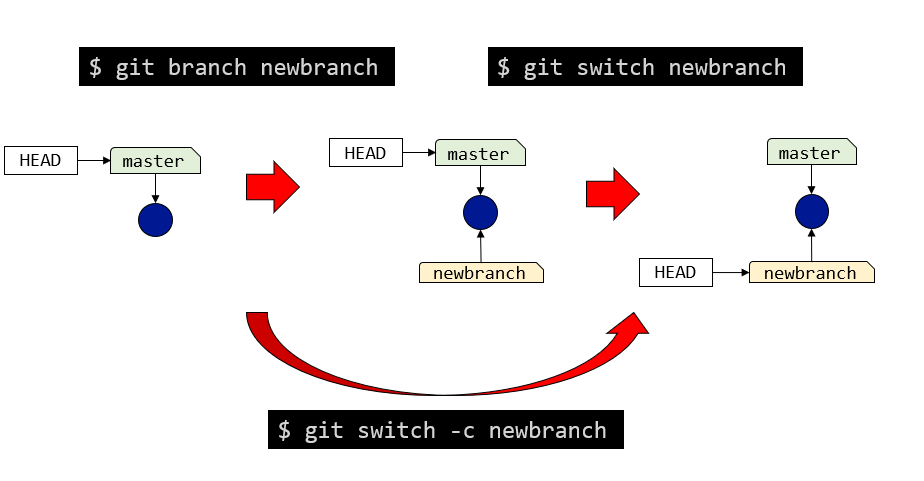 $ git branch newbranch
$ git switch newbranch
HEAD
master
HEAD
master
newbranch
master
HEAD
newbranch
$ git switch -c newbranch